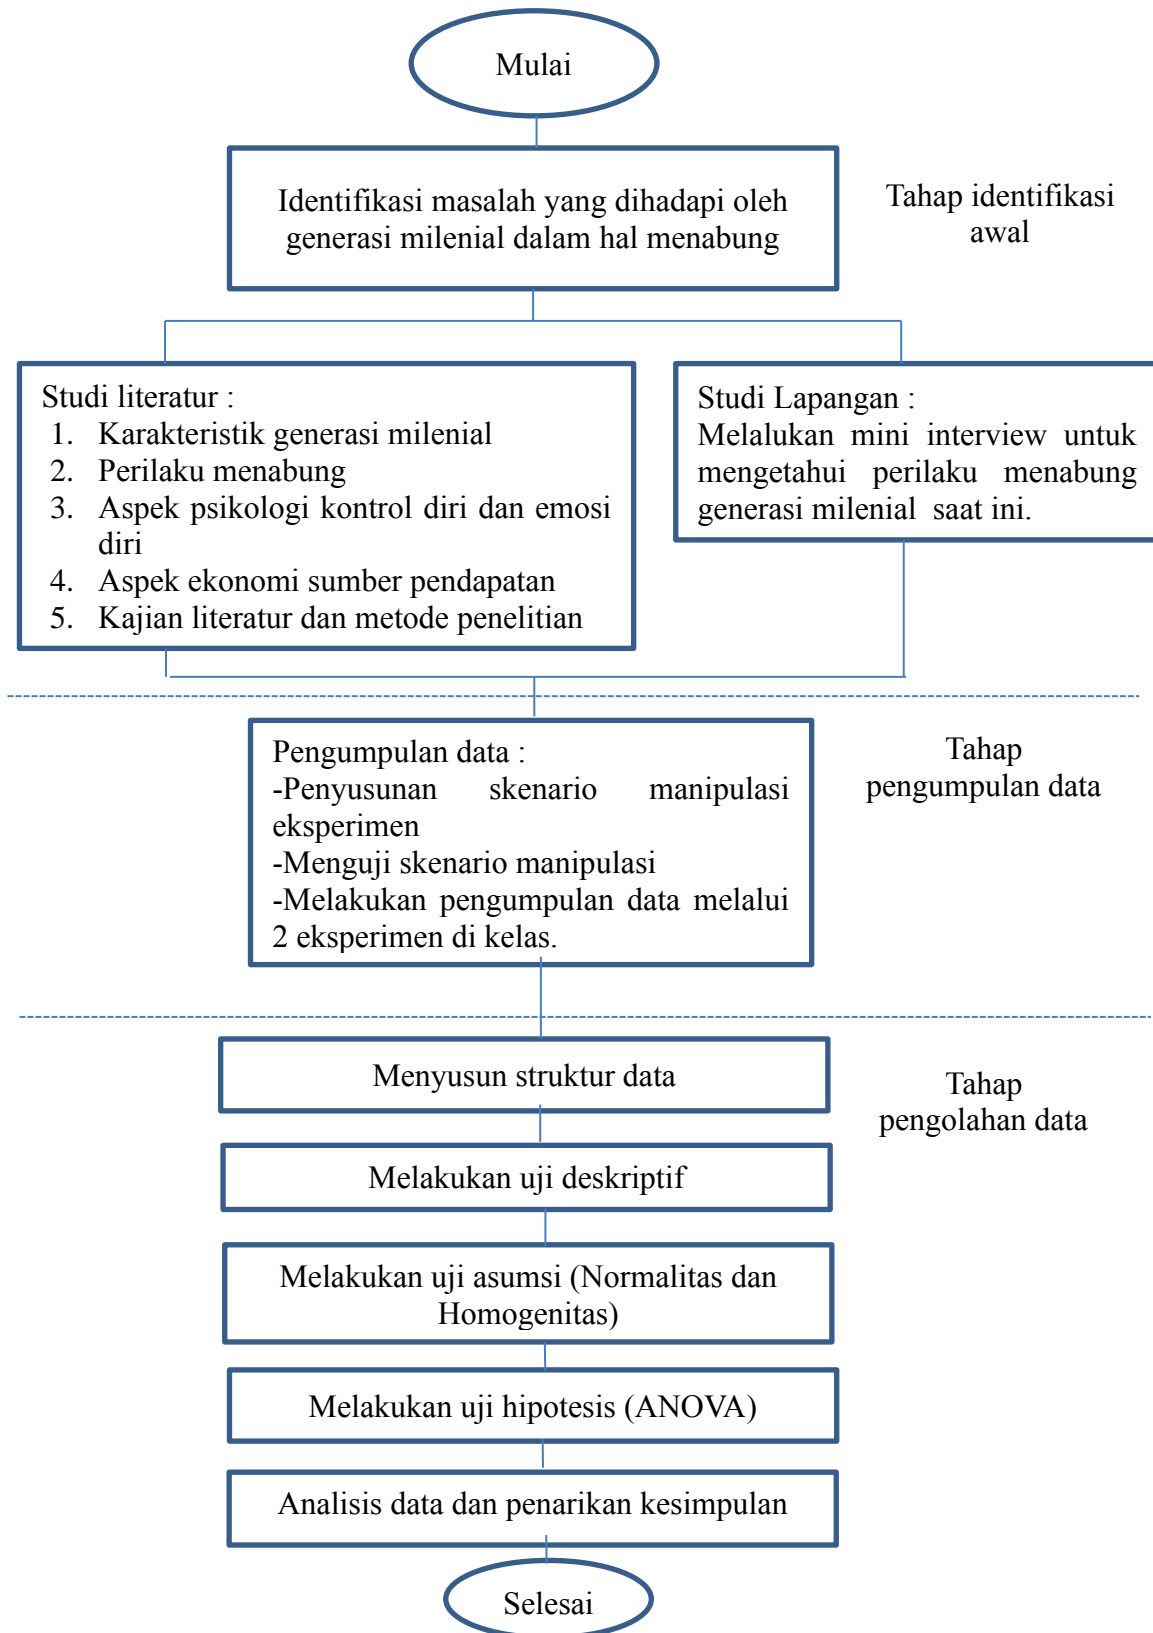 Mulai
Identifikasi masalah yang dihadapi oleh
generasi milenial dalam hal menabung
Tahap identifikasi
awal
Studi literatur :
1. Karakteristik generasi milenial
2. Perilaku menabung
3. Aspek psikologi kontrol diri dan emosi
diri
4. Aspek ekonomi sumber pendapatan
5. Kajian literatur dan metode penelitian
Studi Lapangan :
Melalukan mini interview untuk
mengetahui perilaku menabung
generasi milenial saat ini.
Pengumpulan data :
-Penyusunan skenario manipulasi
eksperimen
-Menguji skenario manipulasi
-Melakukan pengumpulan data melalui
2 eksperimen di kelas.
Tahap
pengumpulan data
Menyusun struktur data
Tahap
pengolahan data
Melakukan uji deskriptif
Melakukan uji asumsi (Normalitas dan
Homogenitas)
Melakukan uji hipotesis (ANOVA)
Analisis data dan penarikan kesimpulan
Selesai